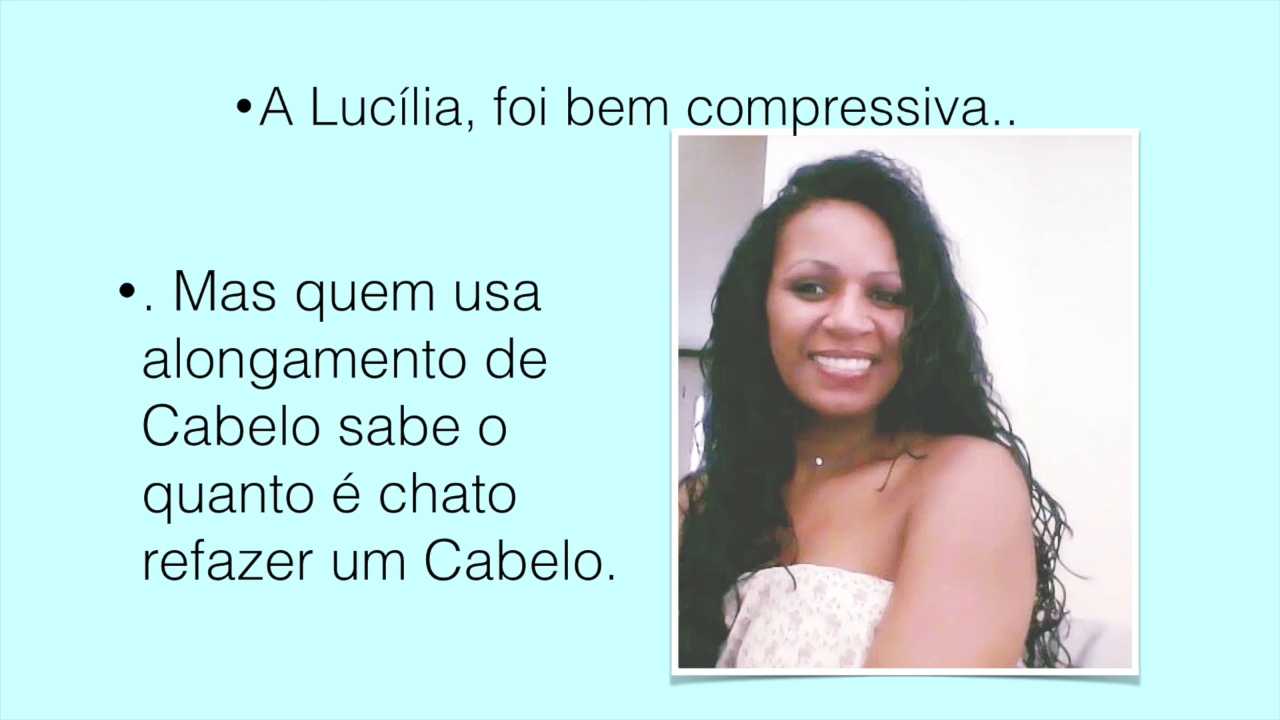 •A Lucília, foi bem compressiva..
•. Mas quem usa
alongamento de
Cabelo sabe o
quanto é chato
refazer um Cabelo.